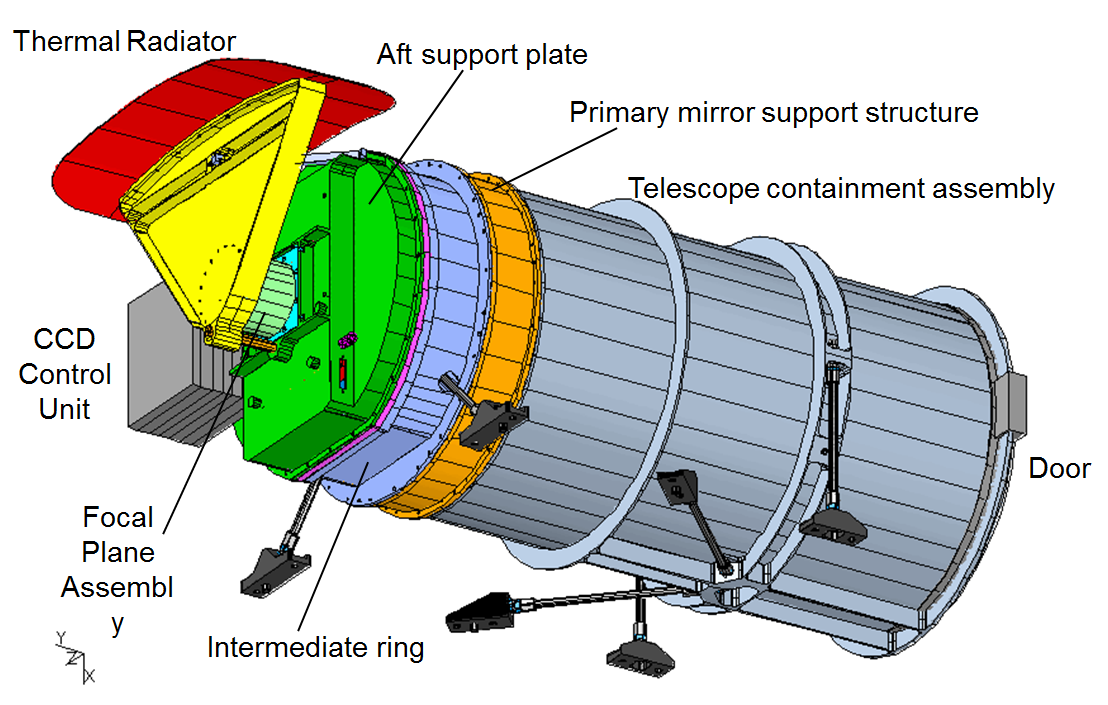 Thermal Radiator
Aft support plate
Primary mirror support structure
Telescope containment assembly
CCD
Control
Unit
Door
Focal
Plane
Assembl
y
Intermediate ring
Y
Z
X